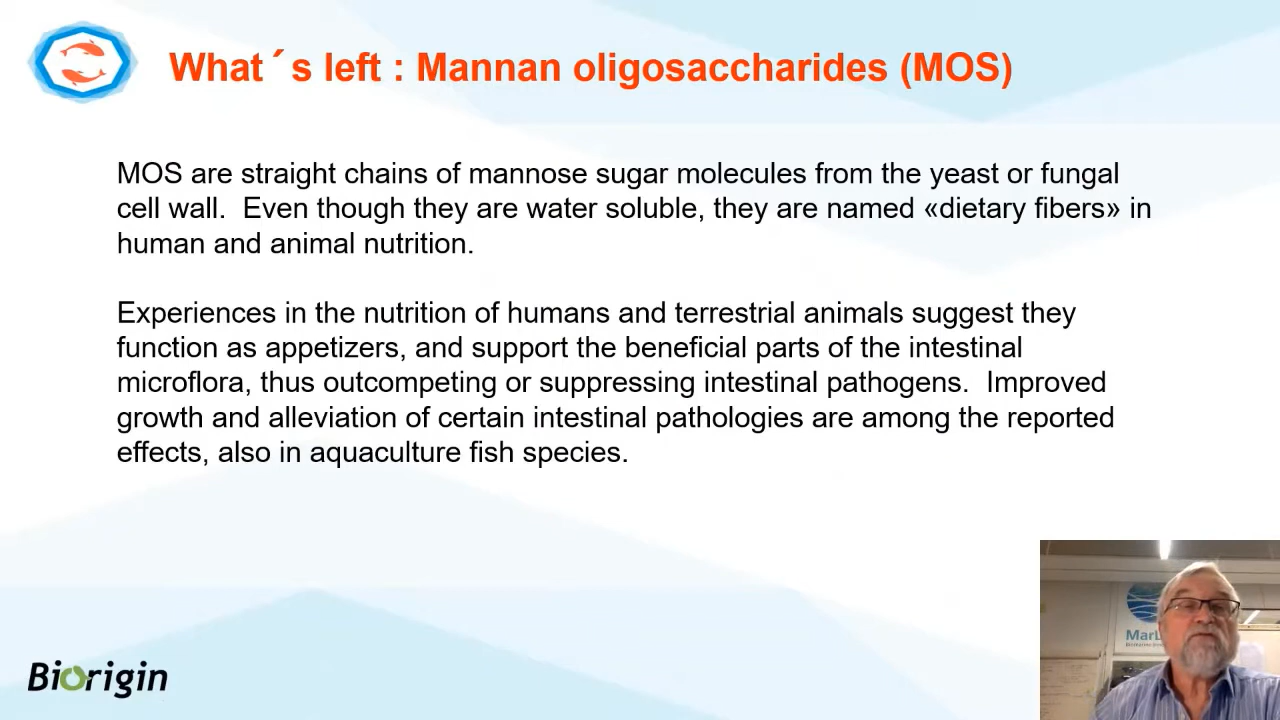 What´s left : Mannan oligosaccharides (MOS)
MOS are straight chains of mannose sugar molecules from the yeast or fungal
cell wall.  Even though they are water soluble, they are named «dietary fibers» in
human and animal nutrition.
Experiences in the nutrition of humans and terrestrial animals suggest they
function as appetizers, and support the beneficial parts of the intestinal
microflora, thus outcompeting or suppressing intestinal pathogens.  Improved
growth and alleviation of certain intestinal pathologies are among the reported
effects, also in aquaculture fish species.
Biorigin